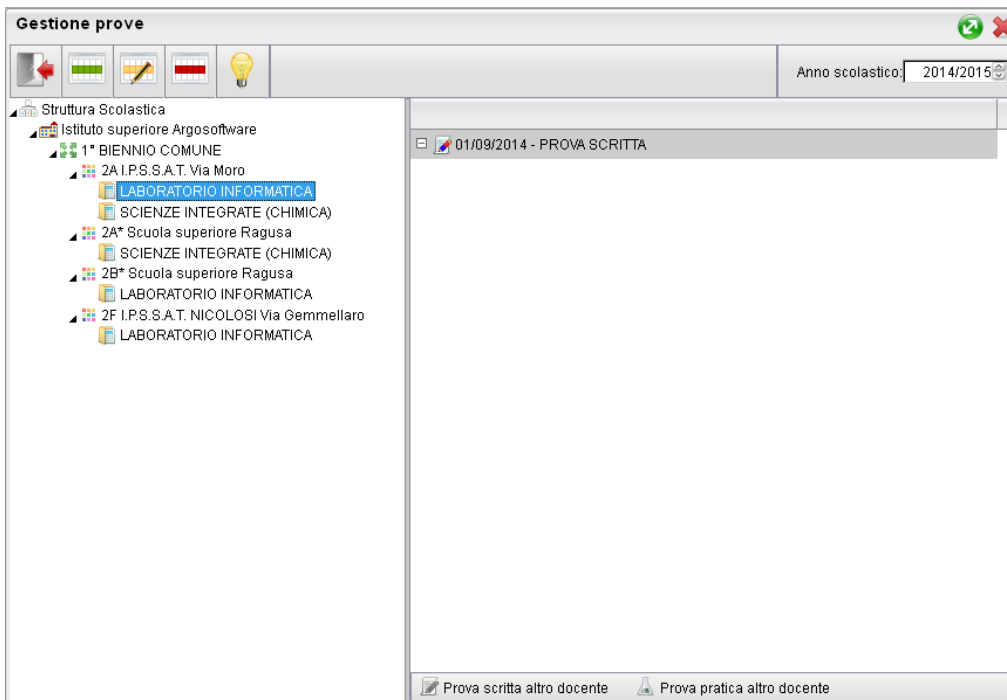 Gestione prove
Anno scolastico: 2014/2015
Struttura Scolastica
Istituto superiore Argosoftware
1° BIENNIO COMUNE
2A I.P.S.S.A.T. Via Moro
LABORATORIO INFORMATICA
SCIENZE INTEGRATE (CHIMICA)
2A* Scuola superiore Ragusa
SCIENZE INTEGRATE (CHIMICA)
2B* Scuola superiore Ragusa
LABORATORIO INFORMATICA
2F I.P.S.S.A.T. NICOLOSI Via Gemmellaro
LABORATORIO INFORMATICA
01/09/2014 - PROVA SCRITTA
Prova scritta altro docente
Prova pratica altro docente